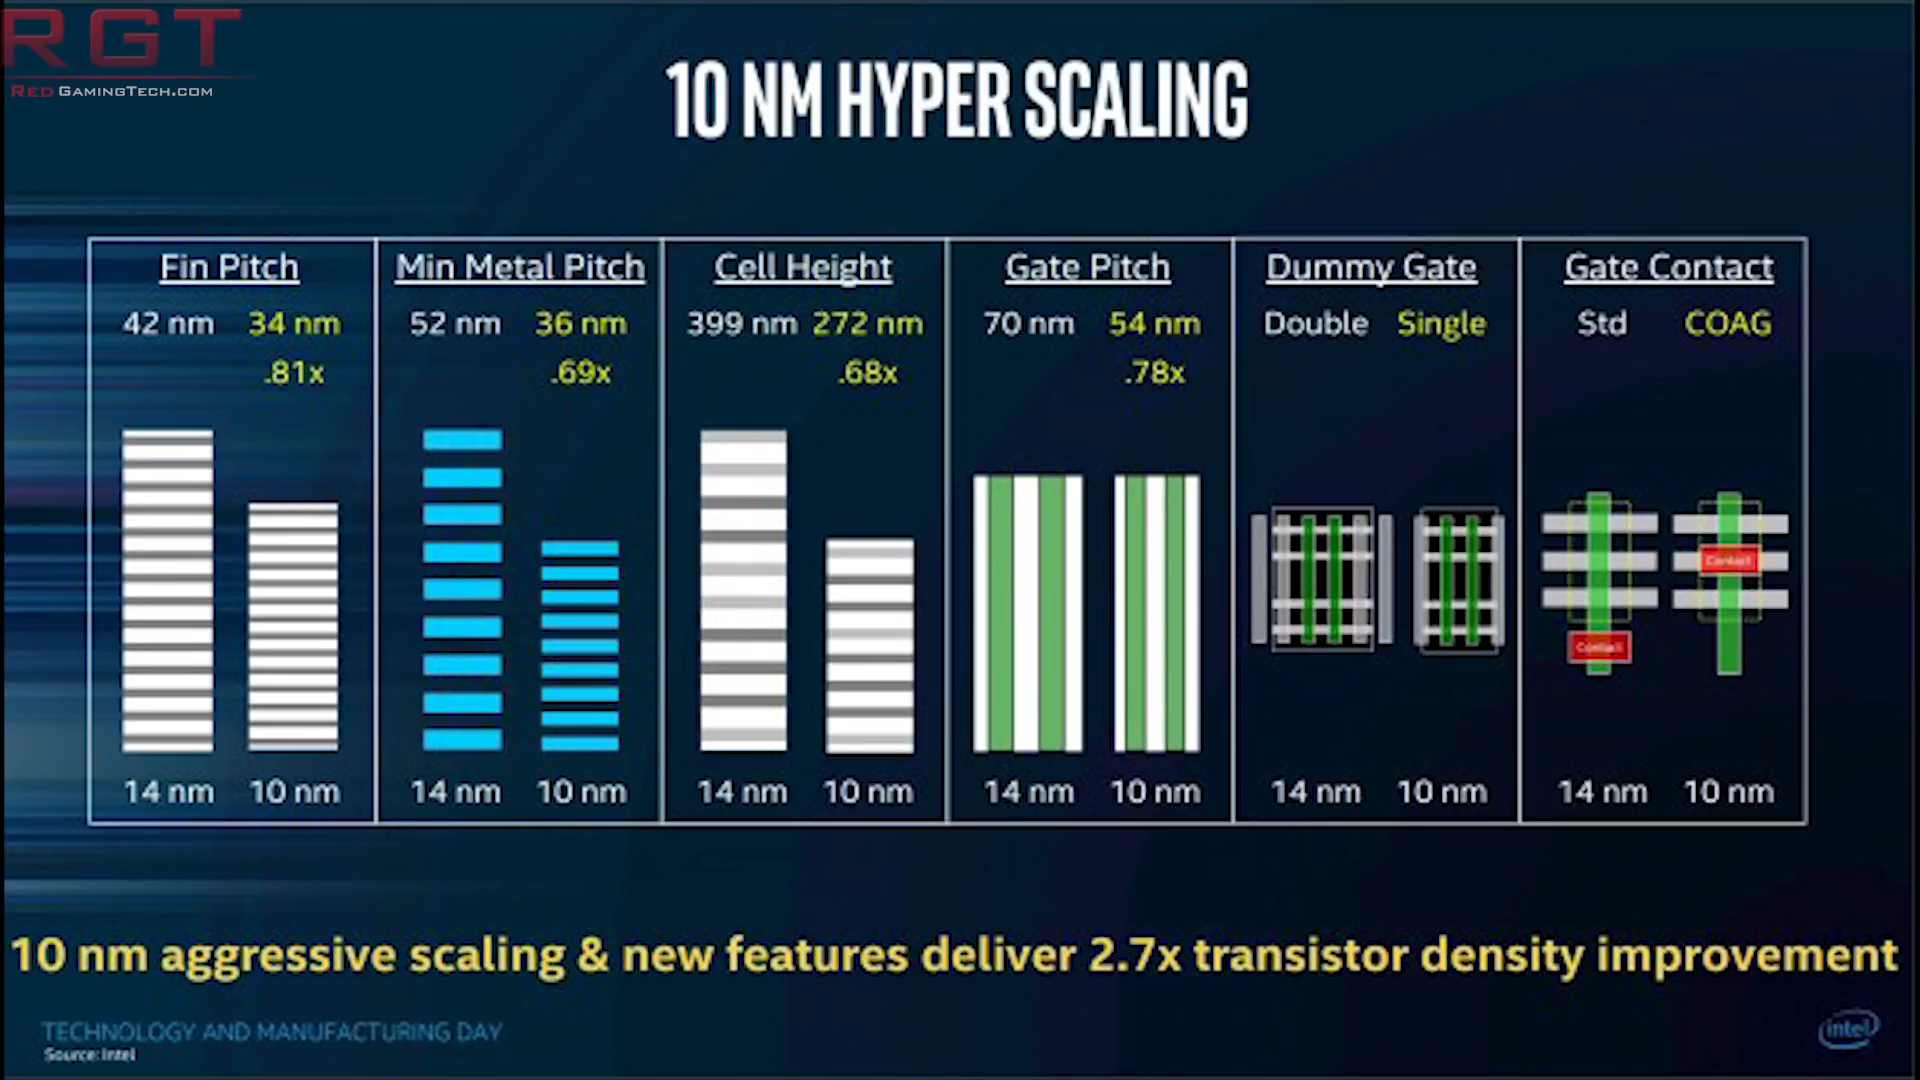 RGT
RedGamingTech.com
10 NM HYPER SCALING
Fin Pitch
42 nm 34 nm
.81x
14 nm 10 nm
Min Metal Pitch
52 nm 36 nm
.69x
14 nm 10 nm
Cell Height
399 nm 272 nm
.68x
14 nm 10 nm
Gate Pitch
70 nm 54 nm
.78x
14 nm 10 nm
Dummy Gate
Double Single
14 nm 10 nm
Gate Contact
Std COAG
Contact
Contact
14 nm 10 nm
10 nm aggressive scaling & new features deliver 2.7x transistor density improvement
TECHNOLOGY AND MANUFACTURING DAY
Source: Intel
intel